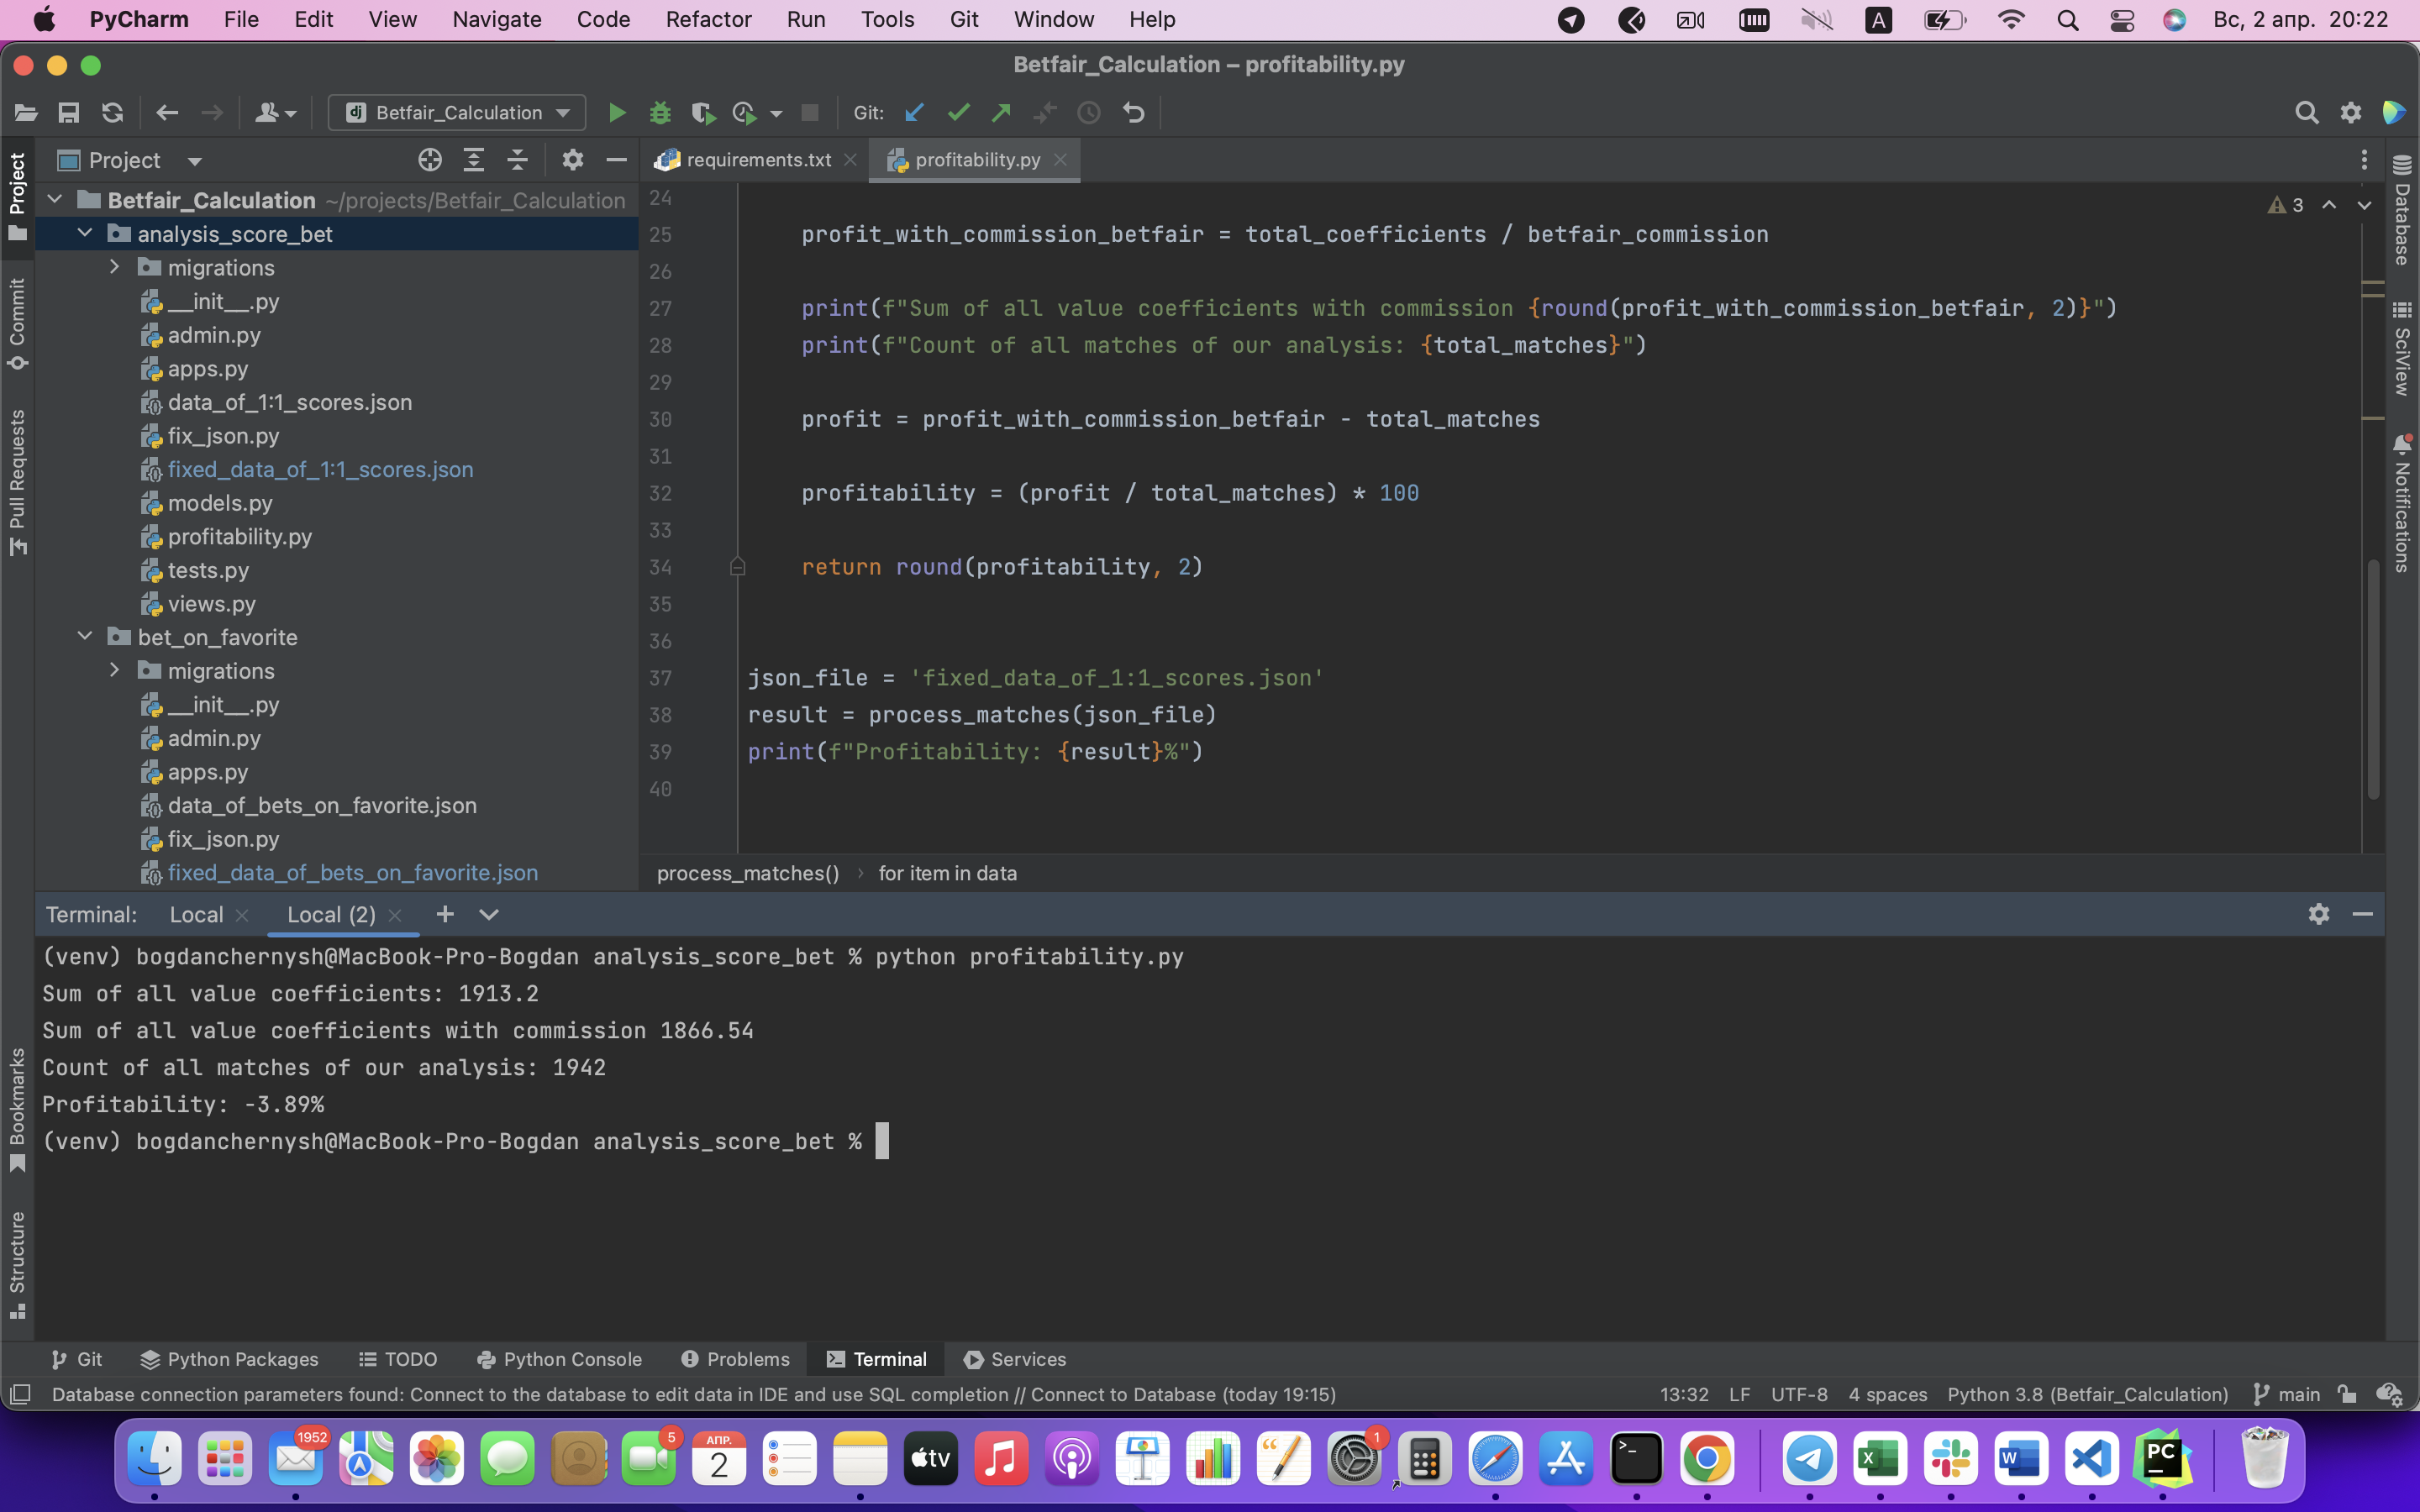 PyCharm File Edit View Navigate Code Refactor Run Tools Git Window Help A Вс, 2 апр. 20:22
Betfair_Calculation – profitability.py
dj Betfair_Calculation Git:
Project
Commit
Pull Requests
Bookmarks
Structure
Project
Betfair_Calculation ~/projects/Betfair_Calculation
analysis_score_bet
migrations
__init__.py
admin.py
apps.py
data_of_1:1_scores.json
fix_json.py
fixed_data_of_1:1_scores.json
models.py
profitability.py
tests.py
views.py
bet_on_favorite
migrations
__init__.py
admin.py
apps.py
data_of_bets_on_favorite.json
fix_json.py
fixed_data_of_bets_on_favorite.json
requirements.txt profitability.py
3
24
25 profit_with_commission_betfair = total_coefficients / betfair_commission
26
27 print(f"Sum of all value coefficients with commission {round(profit_with_commission_betfair, 2)}")
28 print(f"Count of all matches of our analysis: {total_matches}")
29
30 profit = profit_with_commission_betfair - total_matches
31
32 profitability = (profit / total_matches) * 100
33
34 return round(profitability, 2)
35
36
37 json_file = 'fixed_data_of_1:1_scores.json'
38 result = process_matches(json_file)
39 print(f"Profitability: {result}%")
40
process_matches() › for item in data
Database
SciView
Notifications
Terminal: Local Local (2)
(venv) bogdanchernysh@MacBook-Pro-Bogdan analysis_score_bet % python profitability.py
Sum of all value coefficients: 1913.2
Sum of all value coefficients with commission 1866.54
Count of all matches of our analysis: 1942
Profitability: -3.89%
(venv) bogdanchernysh@MacBook-Pro-Bogdan analysis_score_bet %
Git Python Packages TODO Python Console Problems Terminal Services
Database connection parameters found: Connect to the database to edit data in IDE and use SQL completion // Connect to Database (today 19:15) 13:32 LF UTF-8 4 spaces Python 3.8 (Betfair_Calculation) main
1952 5 АПР. 2 tv 1 X W PC